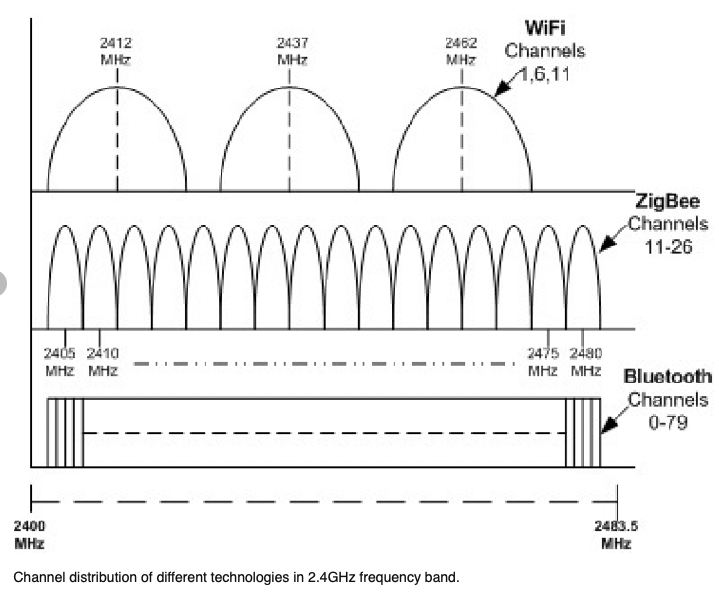 WiFi
Channels
1,6,11
2412
MHz
2437
MHz
2462
MHz
ZigBee
Channels
11-26
2405
MHz
2410
MHz
2475
MHz
2480
MHz
Bluetooth
Channels
0-79
2400
MHz
2483.5
MHz
Channel distribution of different technologies in 2.4GHz frequency band.